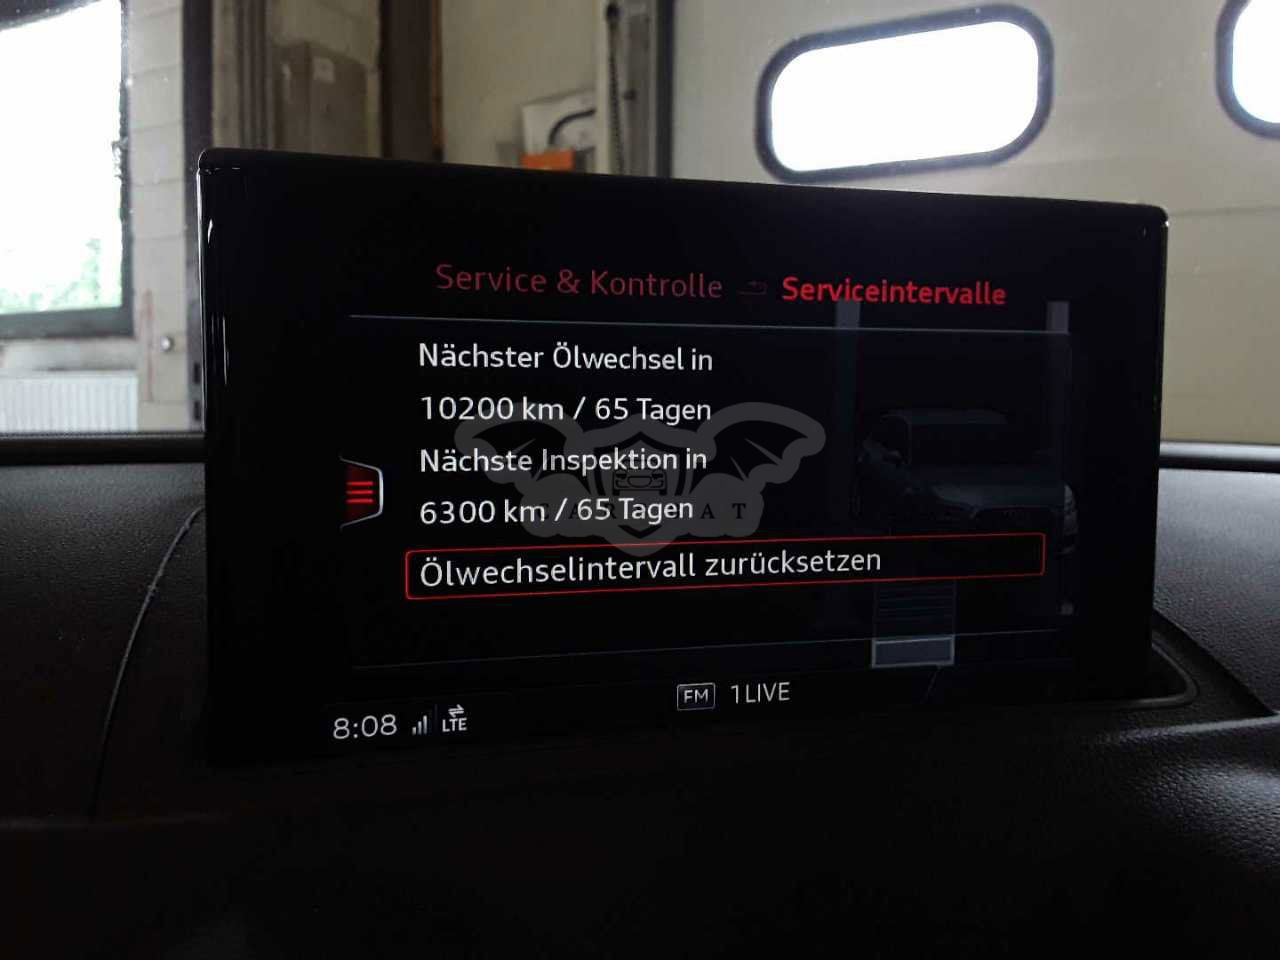 Service & Kontrolle Serviceintervalle
Nächster Ölwechsel in
10200 km / 65 Tagen
Nächste Inspektion in
6300 km / 65 Tagen
Ölwechselintervall zurücksetzen
FM 1LIVE
8:08 LTE